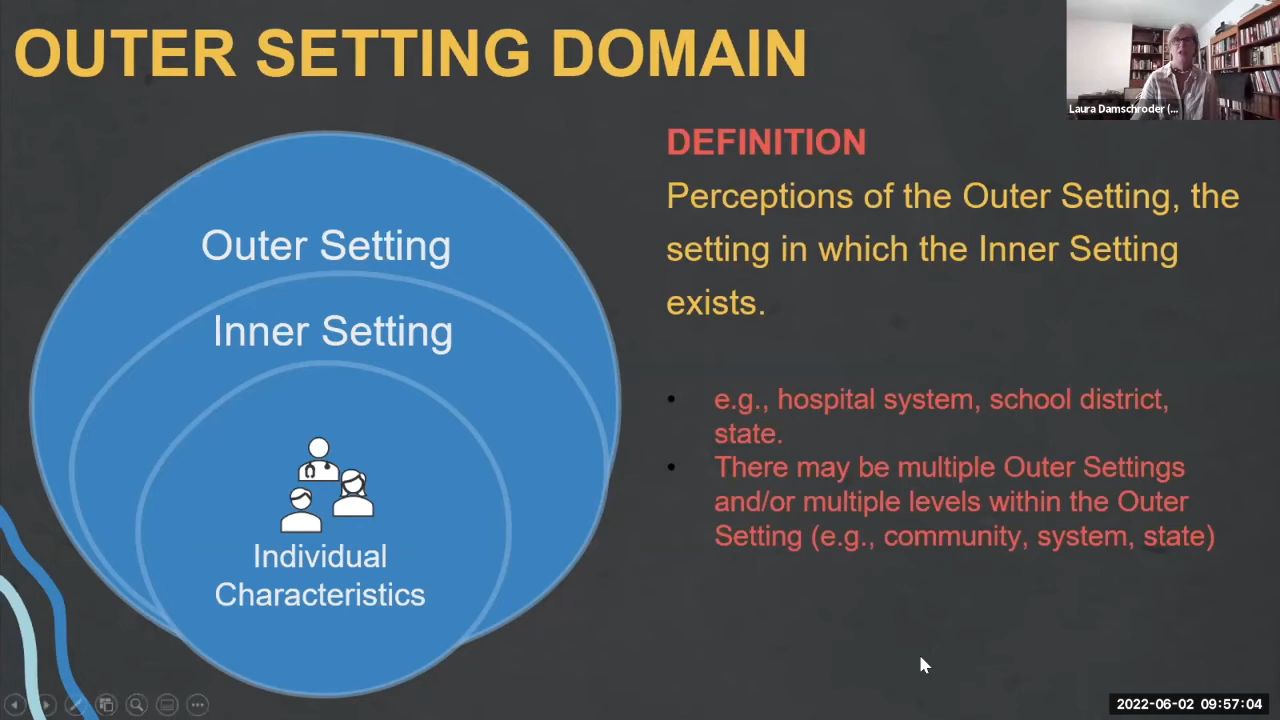 OUTER SETTING DOMAIN
Laura Damschroder (...
DEFINITION
Perceptions of the Outer Setting, the
setting in which the Inner Setting
exists.
• e.g., hospital system, school district,
state.
• There may be multiple Outer Settings
and/or multiple levels within the Outer
Setting (e.g., community, system, state)
Outer Setting
Inner Setting
Individual
Characteristics
2022-06-02 09:57:04